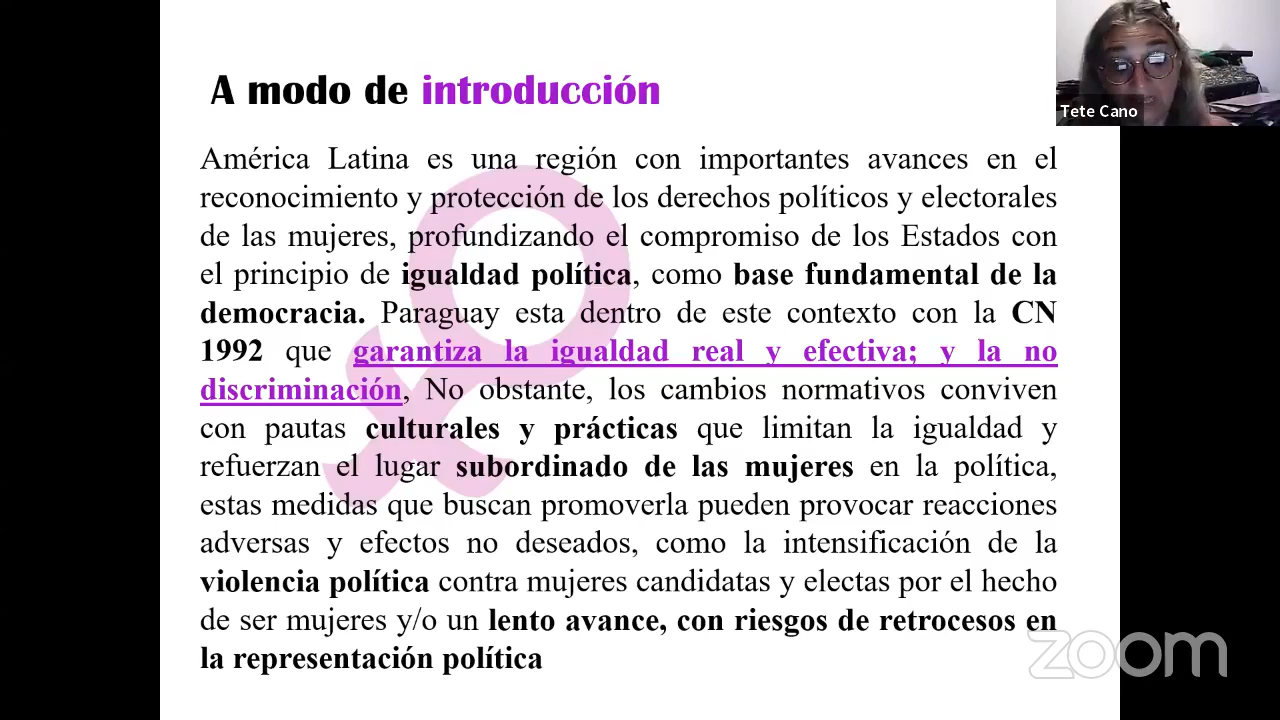 A modo de introducción
Tete Cano
América Latina es una región con importantes avances en el
reconocimiento y protección de los derechos políticos y electorales
de las mujeres, profundizando el compromiso de los Estados con
el principio de igualdad política, como base fundamental de la
democracia. Paraguay esta dentro de este contexto con la CN
1992 que garantiza la igualdad real y efectiva; y la no
discriminación, No obstante, los cambios normativos conviven
con pautas culturales y prácticas que limitan la igualdad y
refuerzan el lugar subordinado de las mujeres en la política,
estas medidas que buscan promoverla pueden provocar reacciones
adversas y efectos no deseados, como la intensificación de la
violencia política contra mujeres candidatas y electas por el hecho
de ser mujeres y/o un lento avance, con riesgos de retrocesos en
la representación política
zoom